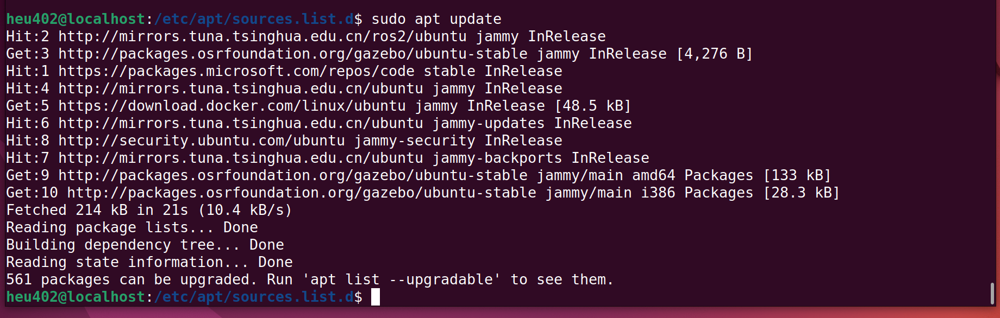 heu402@localhost:/etc/apt/sources.list.d$ sudo apt update
Hit:2 http://mirrors.tuna.tsinghua.edu.cn/ros2/ubuntu jammy InRelease
Get:3 http://packages.osrfoundation.org/gazebo/ubuntu-stable jammy InRelease [4,276 B]
Hit:1 https://packages.microsoft.com/repos/code stable InRelease
Hit:4 http://mirrors.tuna.tsinghua.edu.cn/ubuntu jammy InRelease
Get:5 https://download.docker.com/linux/ubuntu jammy InRelease [48.5 kB]
Hit:6 http://mirrors.tuna.tsinghua.edu.cn/ubuntu jammy-updates InRelease
Hit:8 http://security.ubuntu.com/ubuntu jammy-security InRelease
Hit:7 http://mirrors.tuna.tsinghua.edu.cn/ubuntu jammy-backports InRelease
Get:9 http://packages.osrfoundation.org/gazebo/ubuntu-stable jammy/main amd64 Packages [133 kB]
Get:10 http://packages.osrfoundation.org/gazebo/ubuntu-stable jammy/main i386 Packages [28.3 kB]
Fetched 214 kB in 21s (10.4 kB/s)
Reading package lists... Done
Building dependency tree... Done
Reading state information... Done
561 packages can be upgraded. Run 'apt list --upgradable' to see them.
heu402@localhost:/etc/apt/sources.list.d$